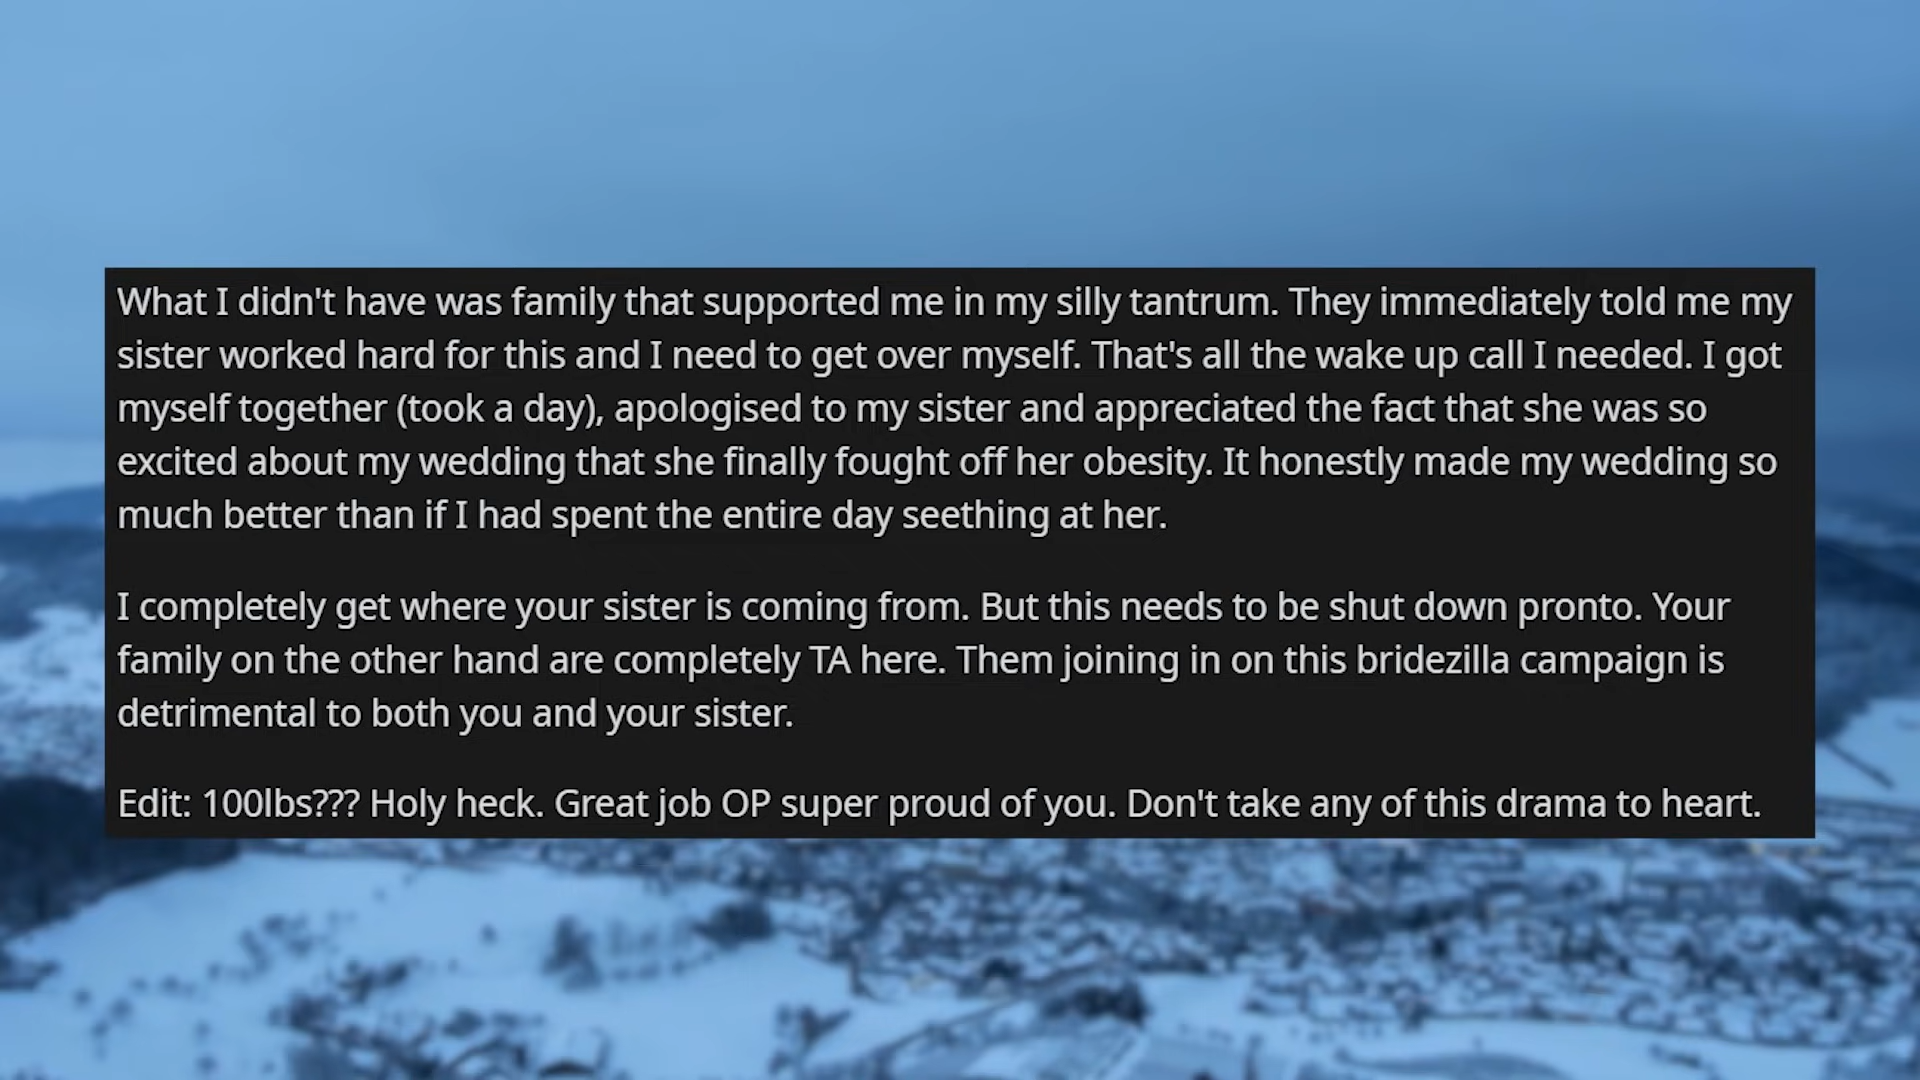 What I didn't have was family that supported me in my silly tantrum. They immediately told me my
sister worked hard for this and I need to get over myself. That's all the wake up call I needed. I got
myself together (took a day), apologised to my sister and appreciated the fact that she was so
excited about my wedding that she finally fought off her obesity. It honestly made my wedding so
much better than if I had spent the entire day seething at her.
I completely get where your sister is coming from. But this needs to be shut down pronto. Your
family on the other hand are completely TA here. Them joining in on this bridezilla campaign is
detrimental to both you and your sister.
Edit: 100lbs??? Holy heck. Great job OP super proud of you. Don't take any of this drama to heart.